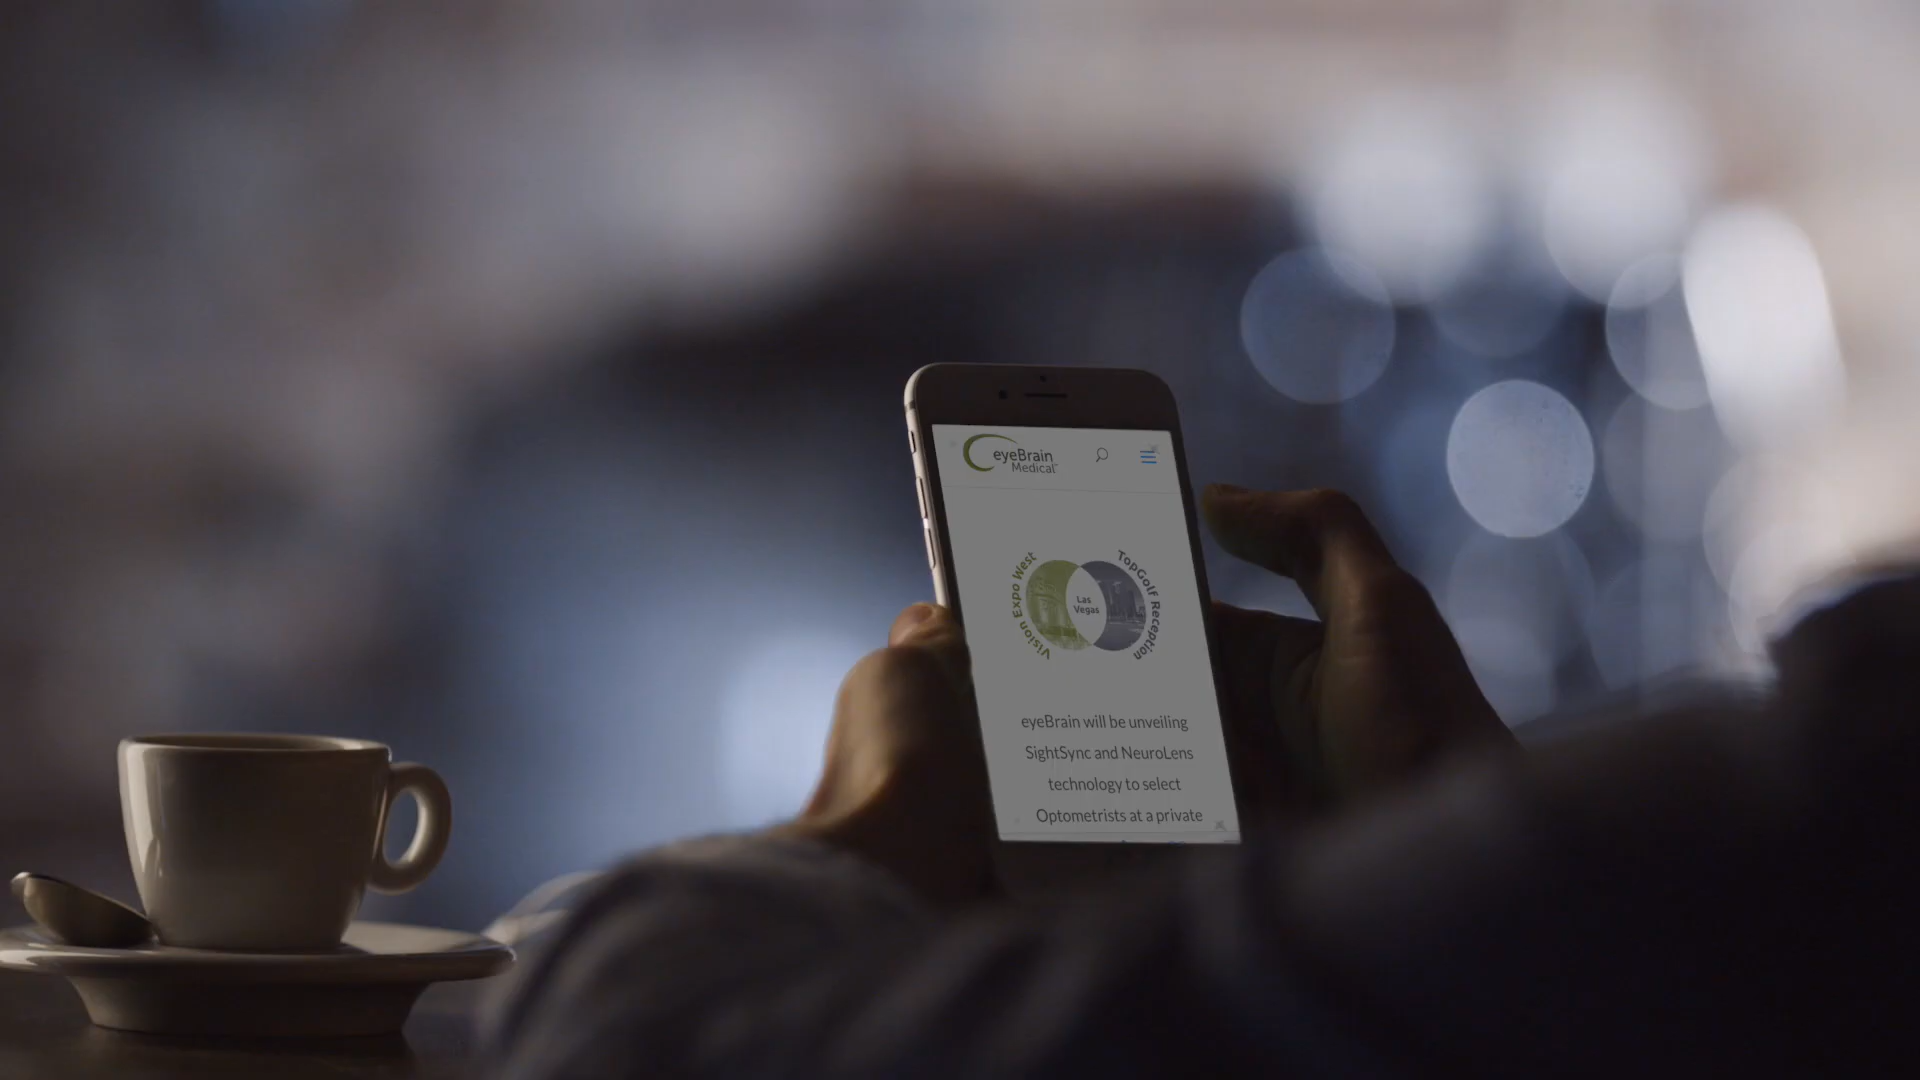 eyeBrain
Medical™
Vision Expo West
TopGolf Reception
Las
Vegas
eyeBrain will be unveiling
SightSync and NeuroLens
technology to select
Optometrists at a private